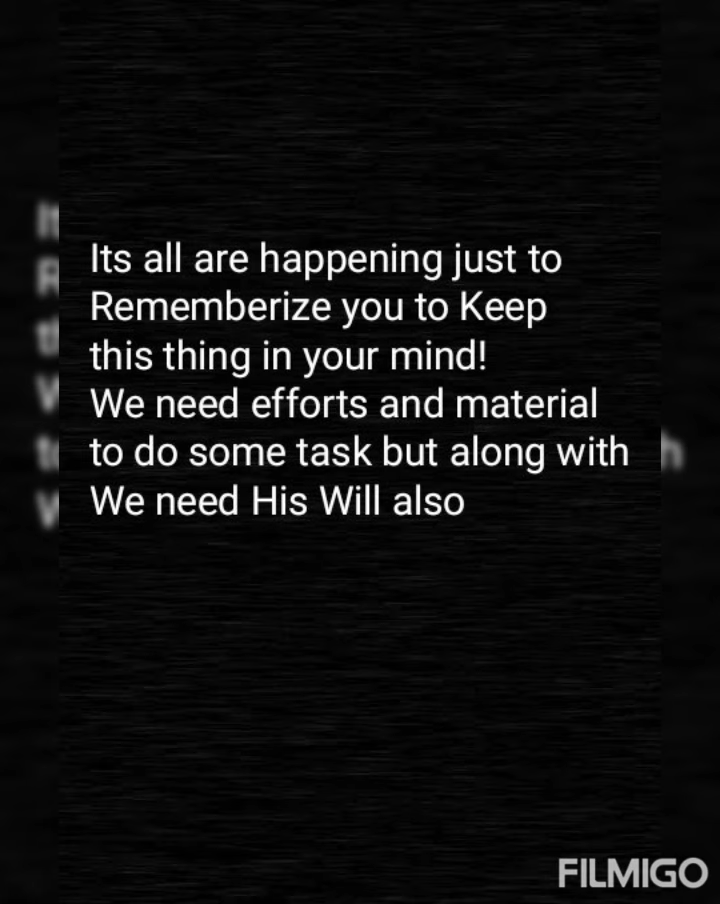 Its all are happening just to
Rememberize you to Keep
this thing in your mind!
We need efforts and material
to do some task but along with
We need His Will also
FILMIGO